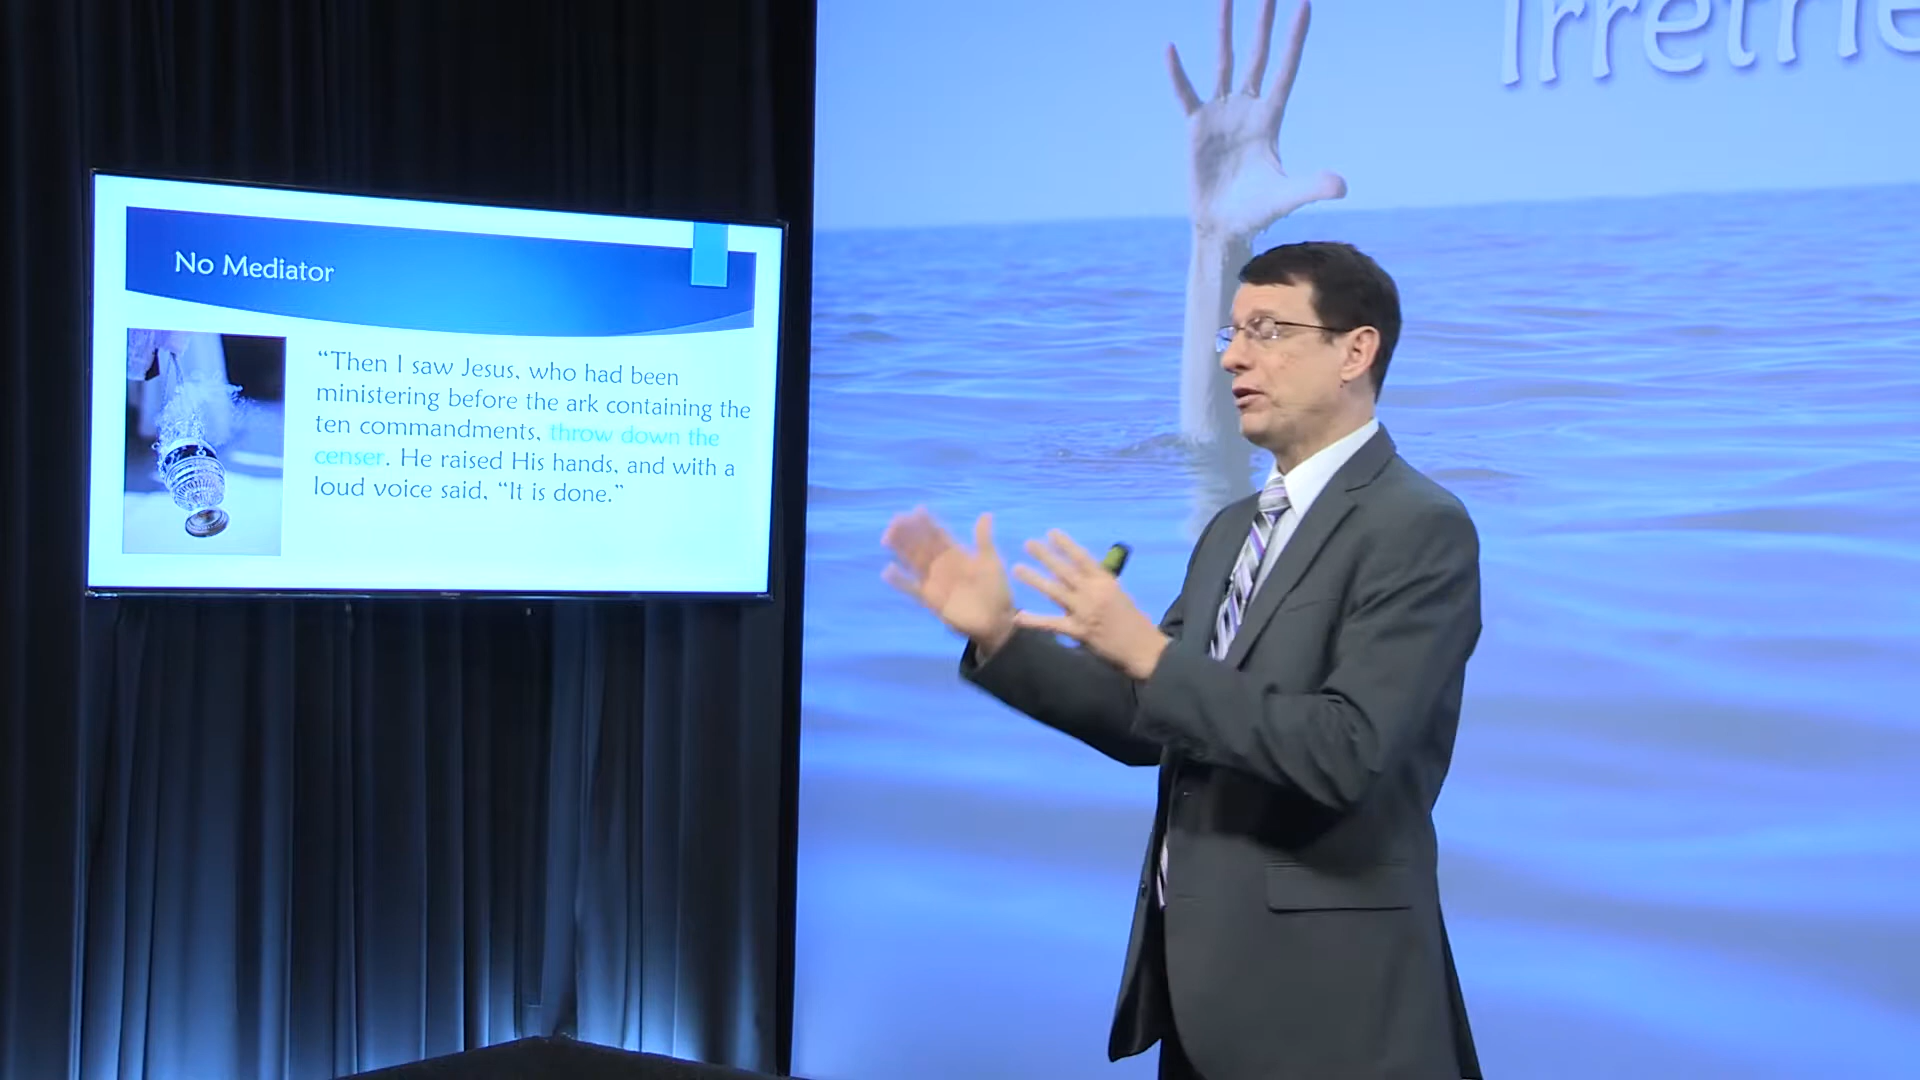 Irretrie
No Mediator
“Then I saw Jesus, who had been
ministering before the ark containing the
ten commandments, throw down the
censer. He raised His hands, and with a
loud voice said, “It is done.”